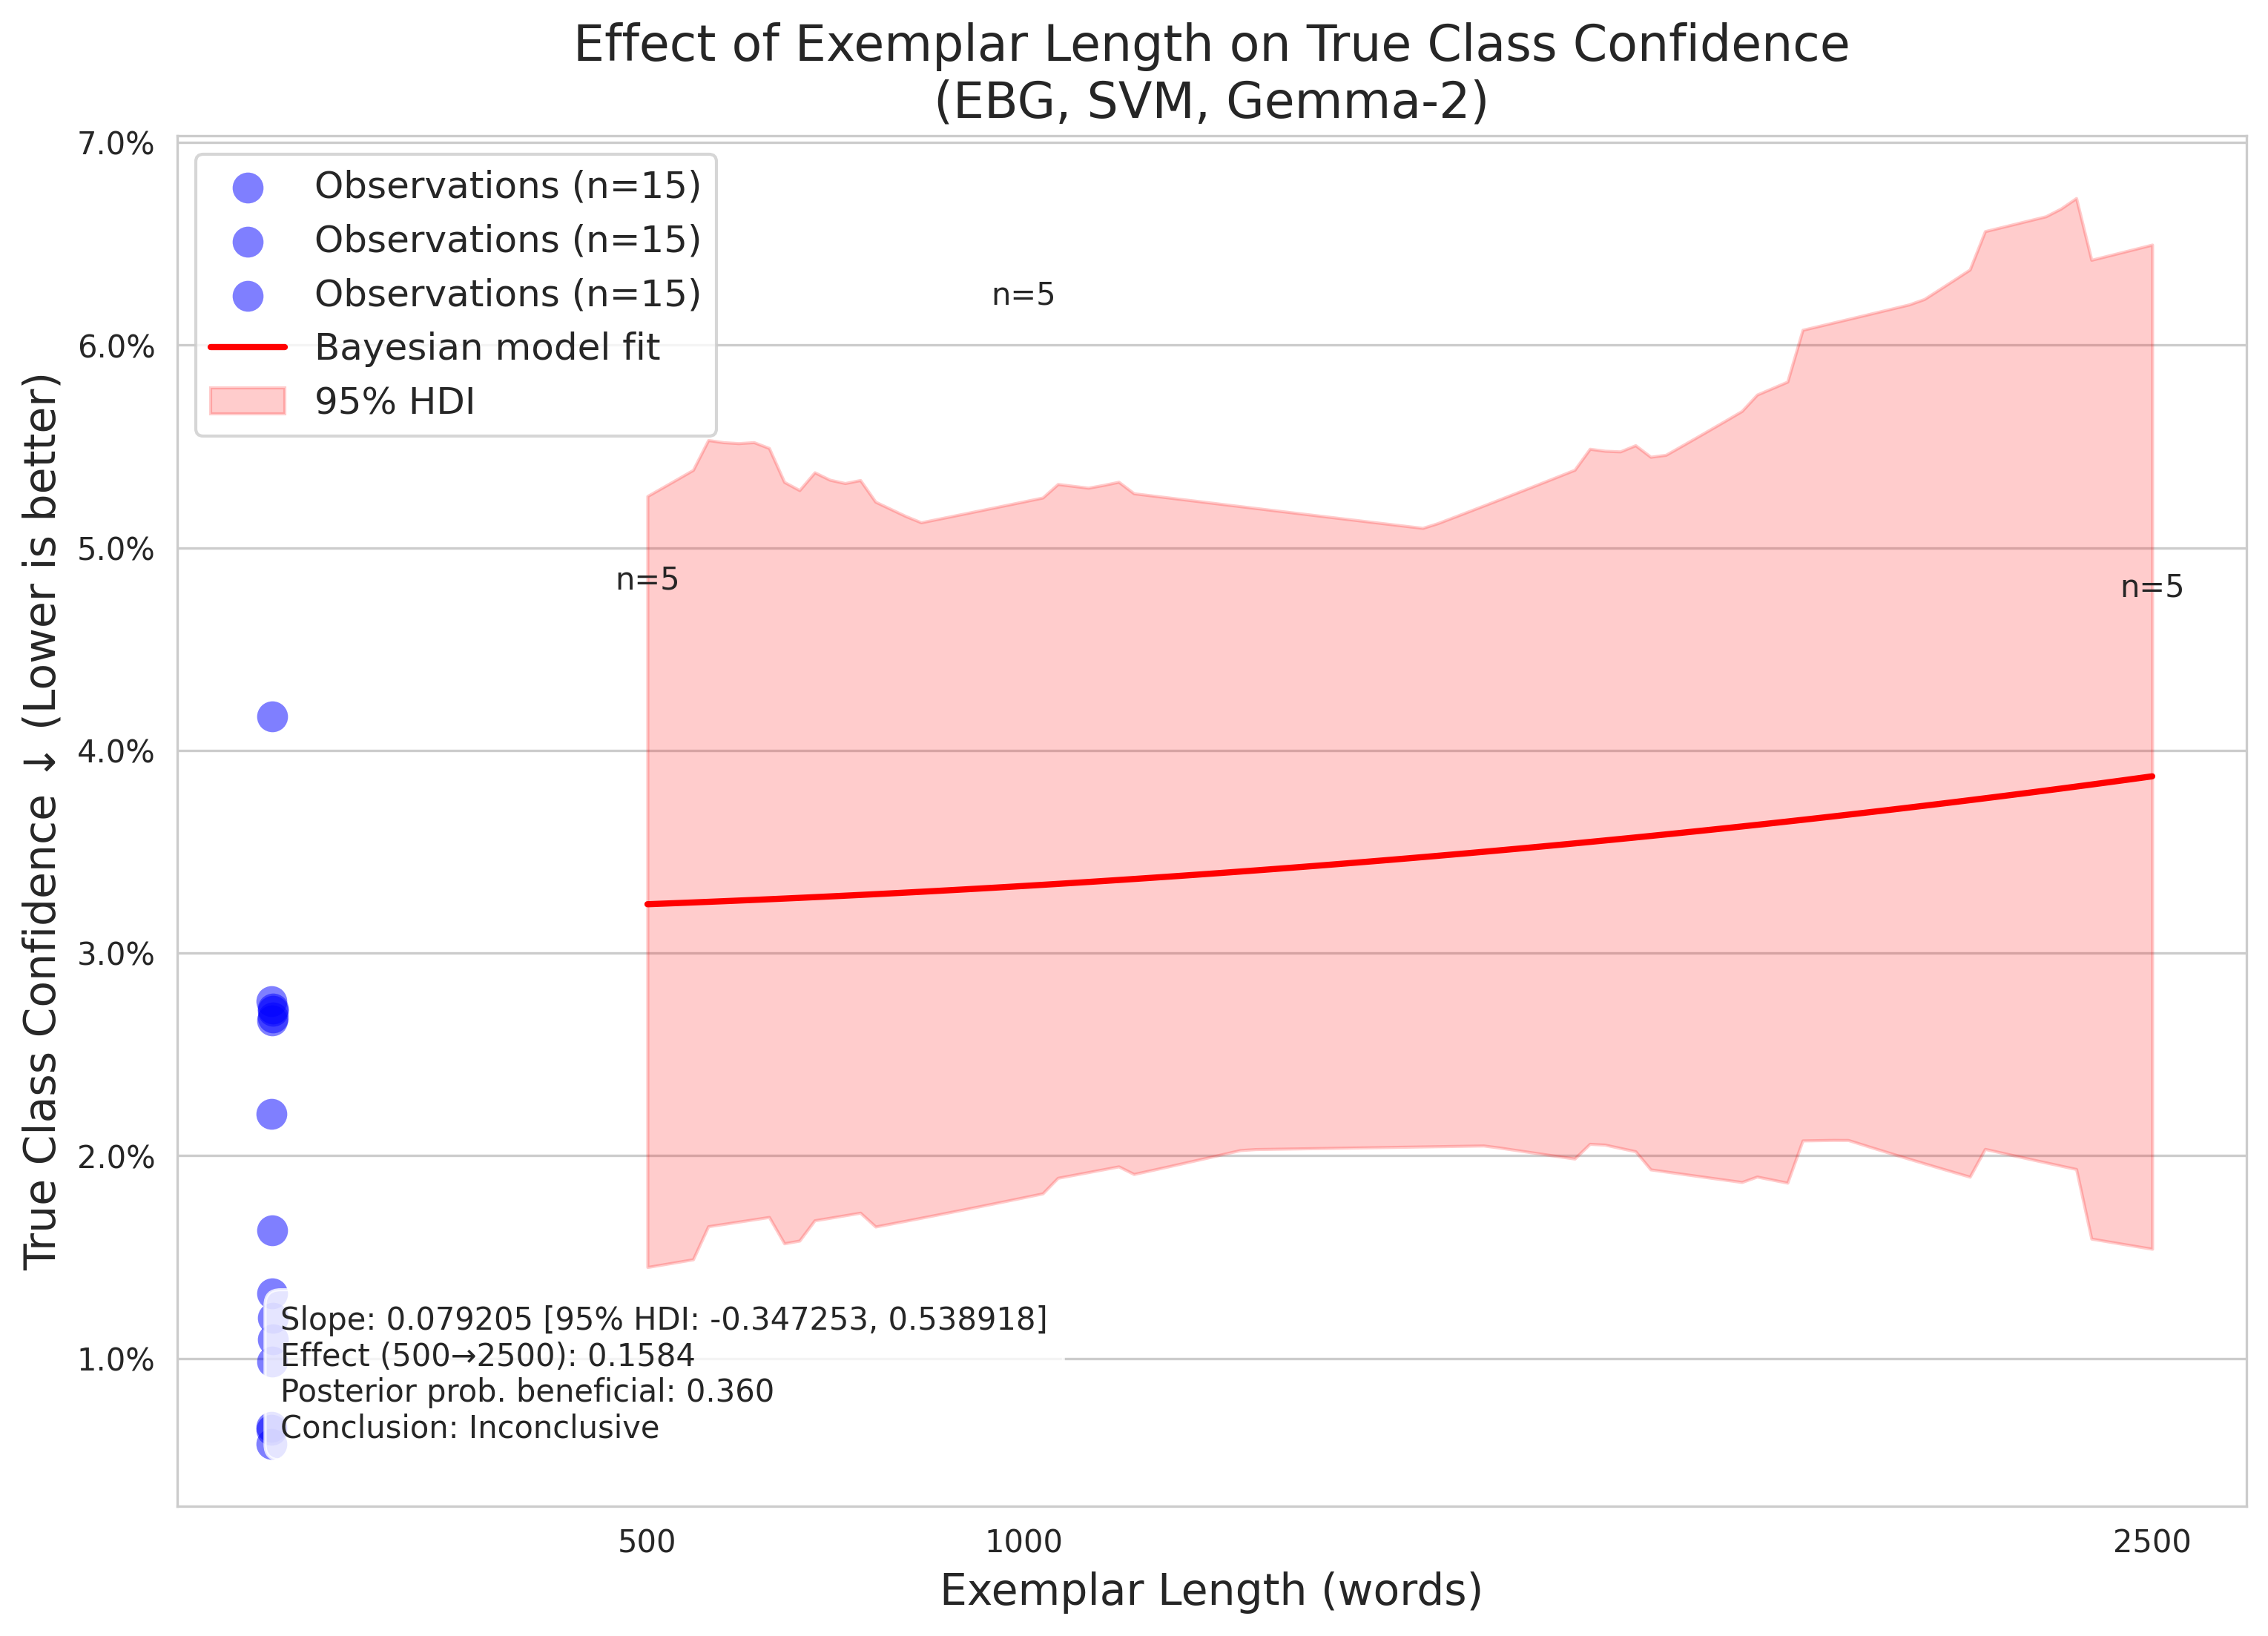 Effect of Exemplar Length on True Class Confidence
(EBG, SVM, Gemma-2)
True Class Confidence ↓ (Lower is better)
7.0%
6.0%
5.0%
4.0%
3.0%
2.0%
1.0%
Observations (n=15)
Observations (n=15)
Observations (n=15)
Bayesian model fit
95% HDI
n=5
n=5
n=5
Slope: 0.079205 [95% HDI: -0.347253, 0.538918]
Effect (500→2500): 0.1584
Posterior prob. beneficial: 0.360
Conclusion: Inconclusive
500
1000
2500
Exemplar Length (words)